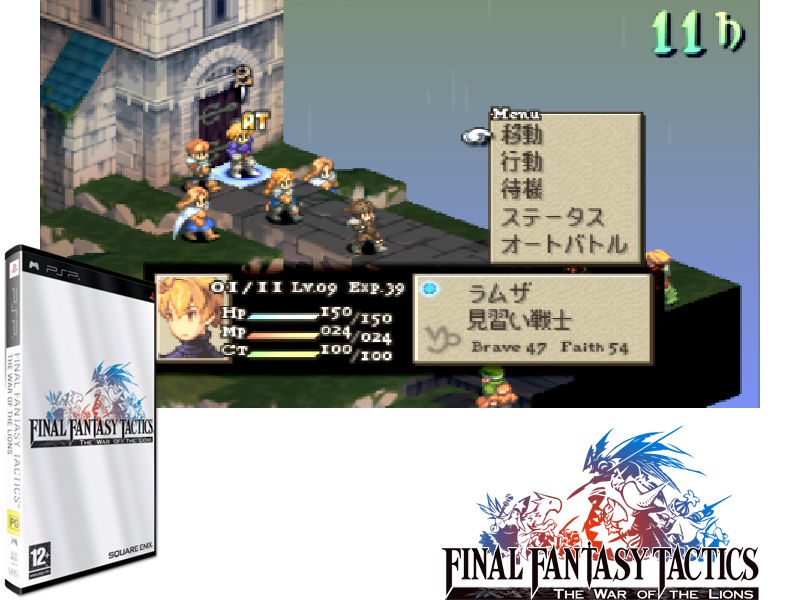 11h
AT
Menu
移動
行動
待機
ステータス
オートバトル
01/11 Lv.09 Exp.39
Hp 150/150
Mp 024/024
CT 100/100
ラムザ
見習い戦士
Brave 47 Faith 54
PSP
PSP
FINAL FANTASY TACTICS
THE WAR OF THE LIONS
FINAL FANTASY TACTICS
THE WAR OF THE LIONS
PG
12+
SQUARE ENIX
FINAL FANTASY TACTICS
THE WAR OF THE LIONS